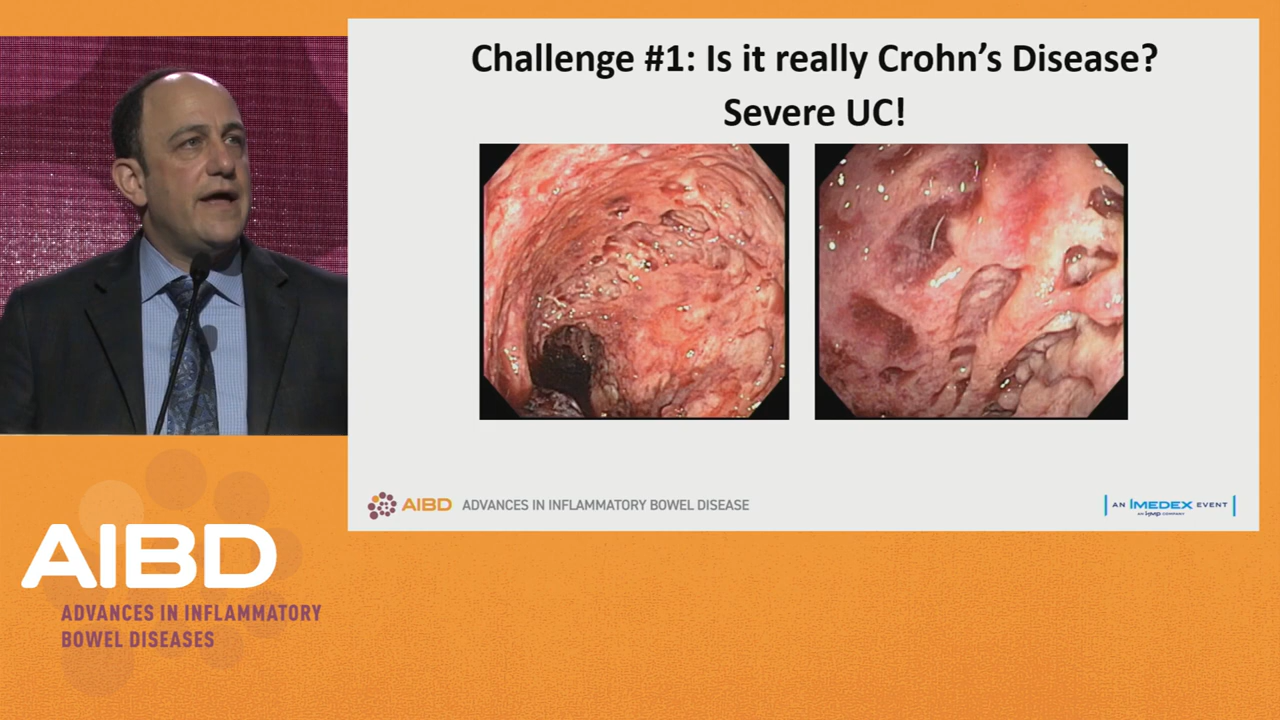 Challenge #1: Is it really Crohn's Disease?
Severe UC!
AIBD ADVANCES IN INFLAMMATORY BOWEL DISEASE
AN IMEDEX EVENT
AIBD
ADVANCES IN INFLAMMATORY
BOWEL DISEASES